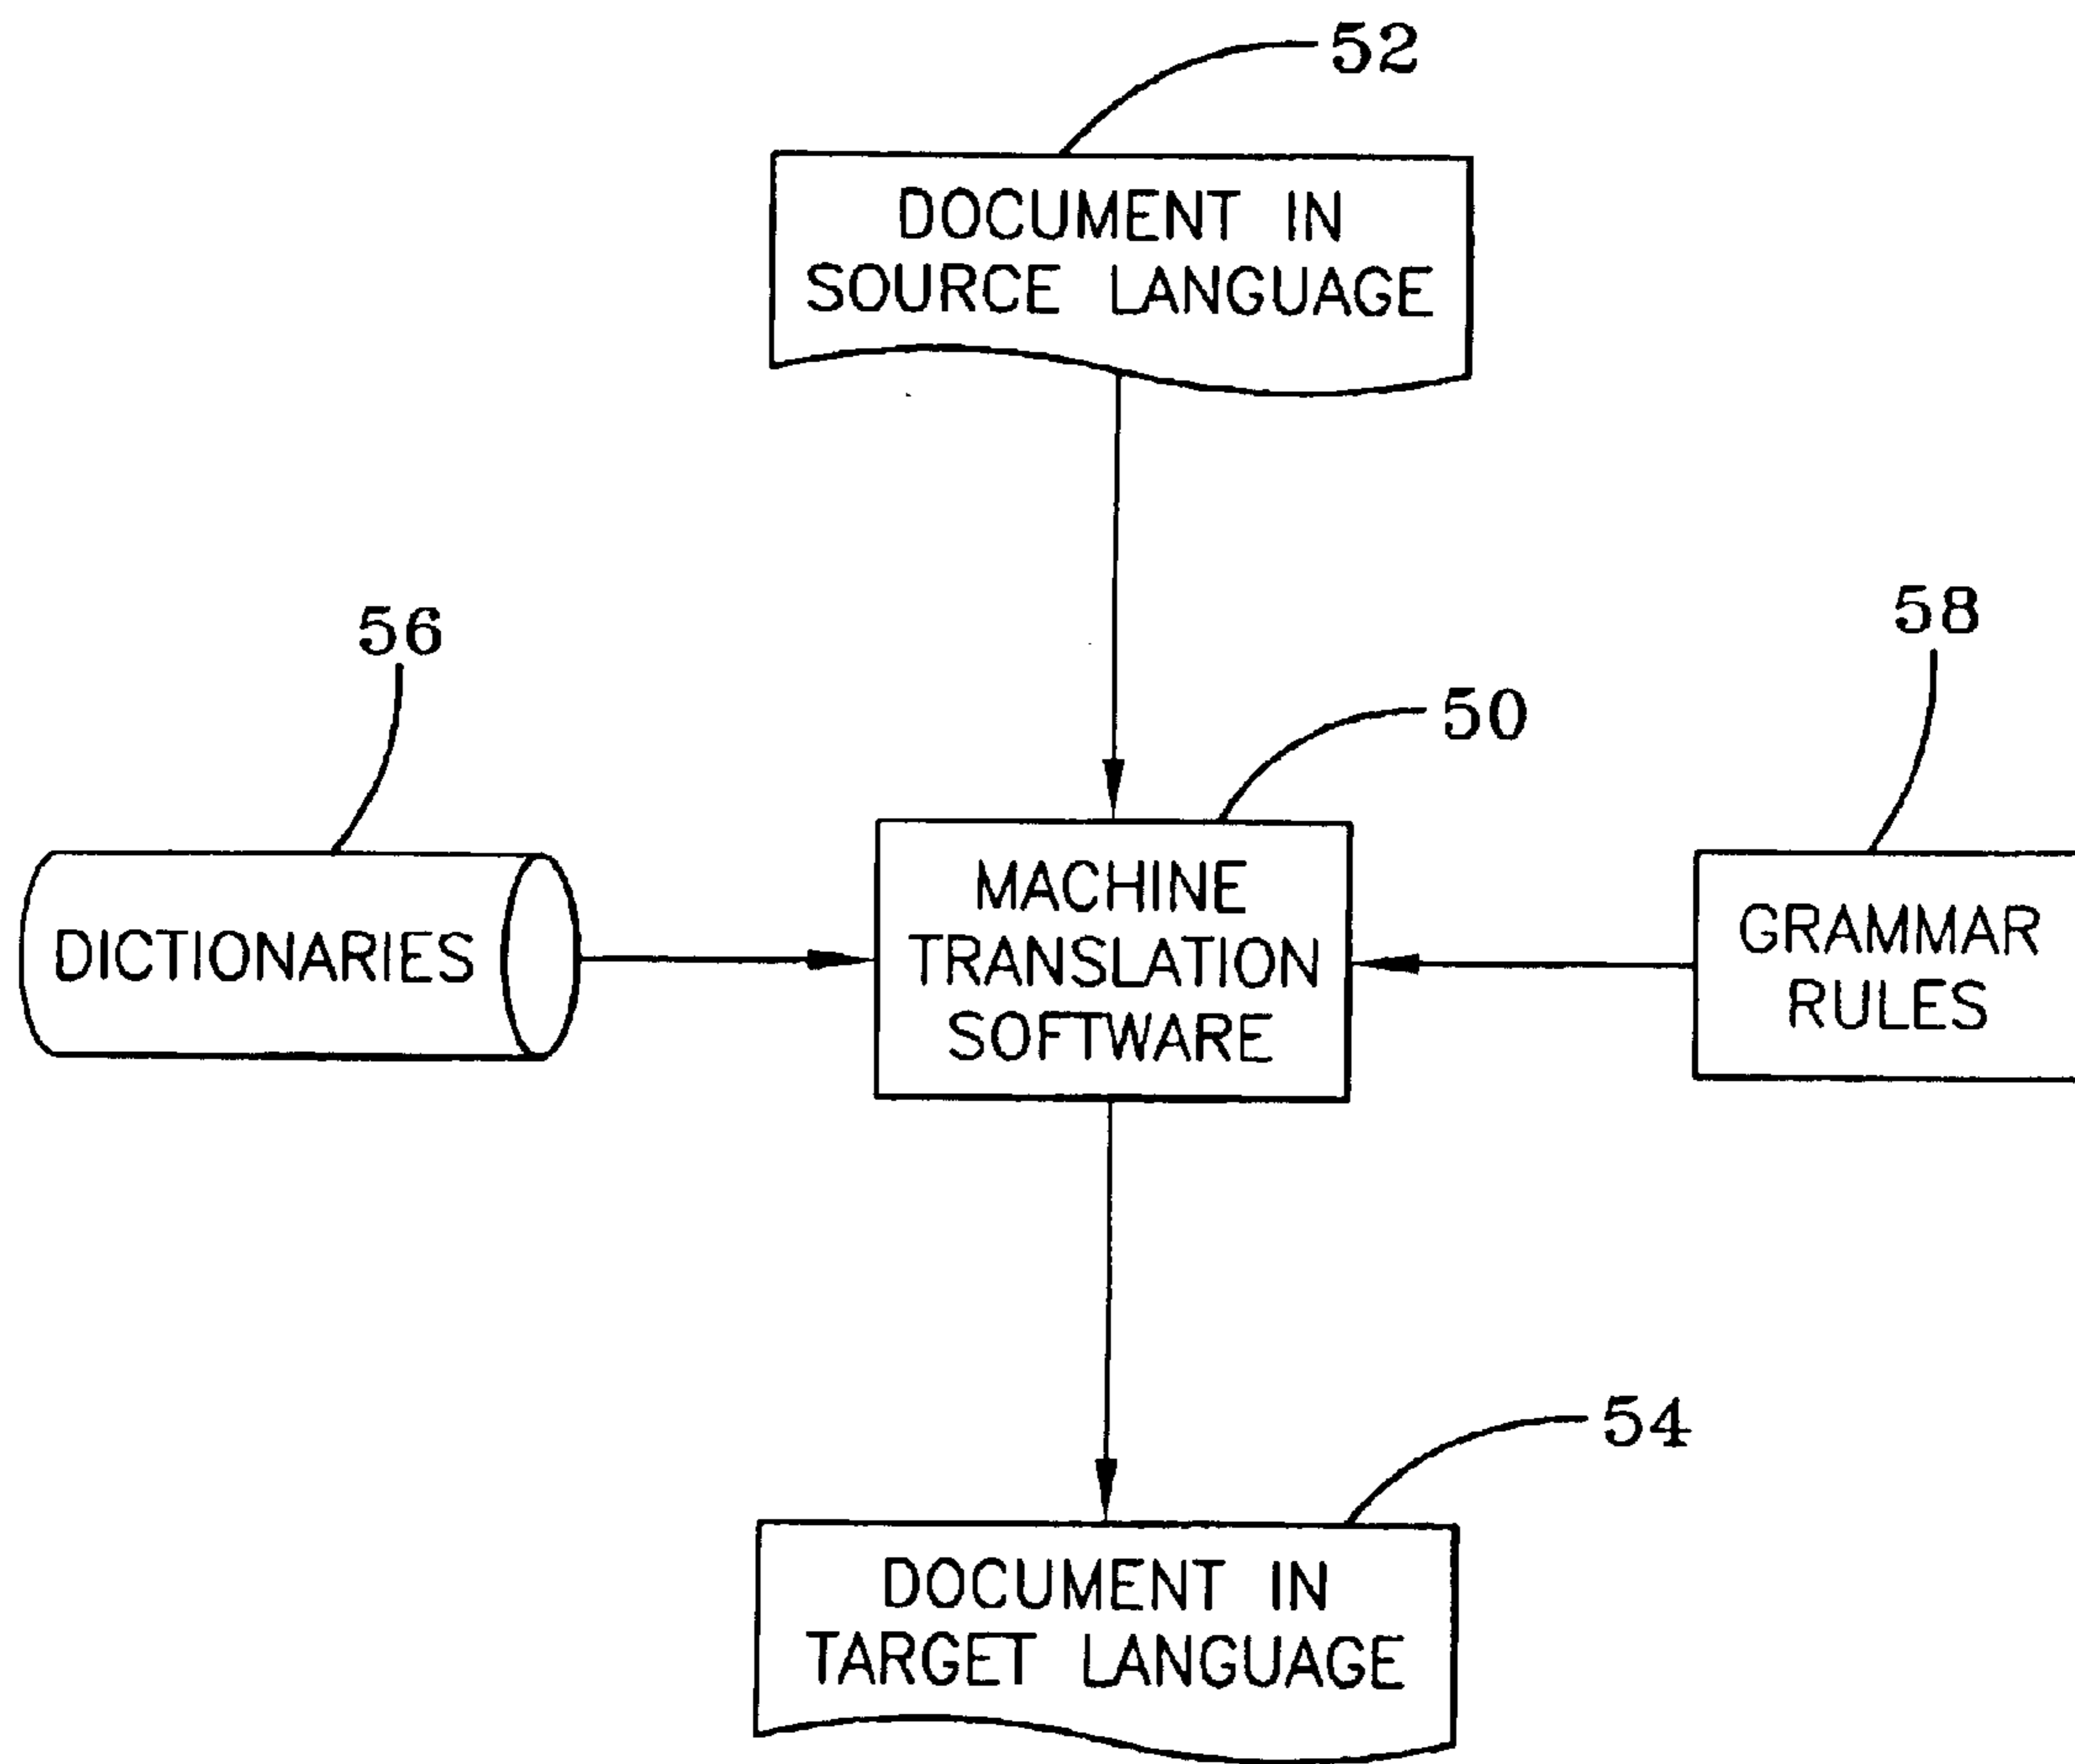 52
DOCUMENT IN
SOURCE LANGUAGE
56
58
50
DICTIONARIES
MACHINE
TRANSLATION
SOFTWARE
GRAMMAR
RULES
54
DOCUMENT IN
TARGET LANGUAGE